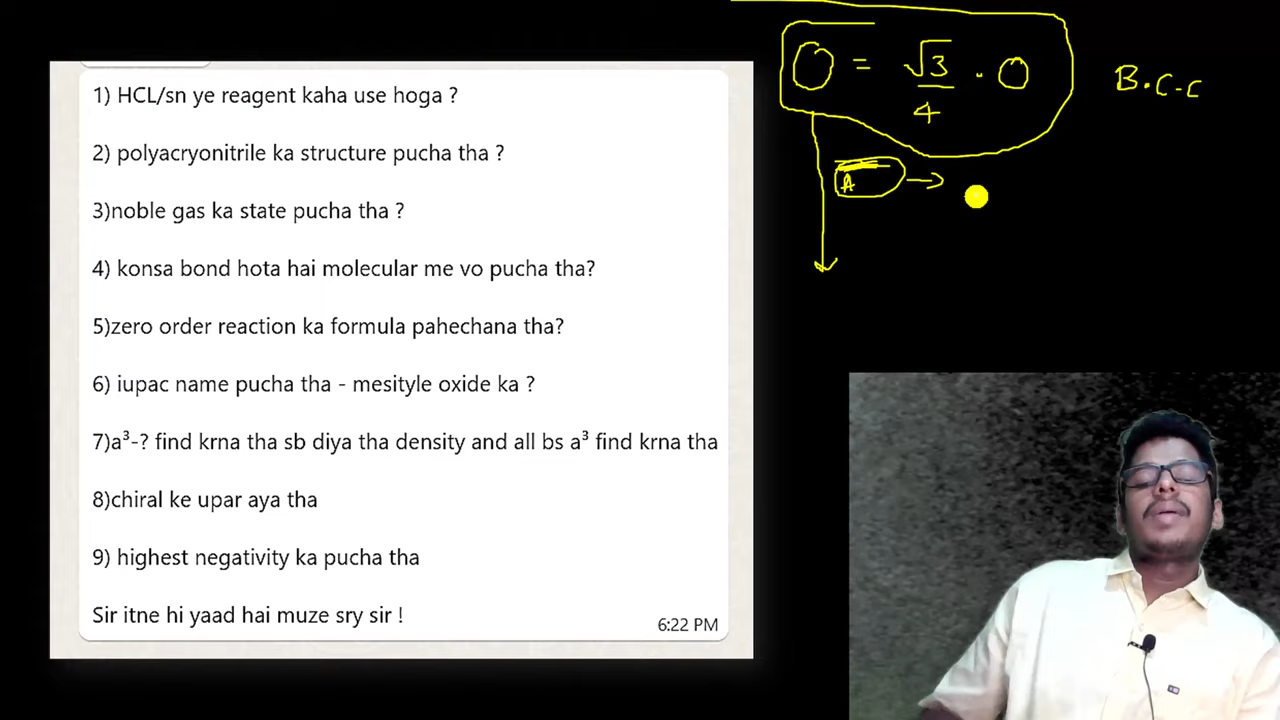 1) HCL/sn ye reagent kaha use hoga ?
2) polyacryonitrile ka structure pucha tha ?
3)noble gas ka state pucha tha ?
4) konsa bond hota hai molecular me vo pucha tha?
5)zero order reaction ka formula pahechana tha?
6) iupac name pucha tha - mesityle oxide ka ?
7)a³-? find krna tha sb diya tha density and all bs a³ find krna tha
8)chiral ke upar aya tha
9) highest negativity ka pucha tha
Sir itne hi yaad hai muze sry sir !
6:22 PM
O = √3/4 . O B.C.C
A →